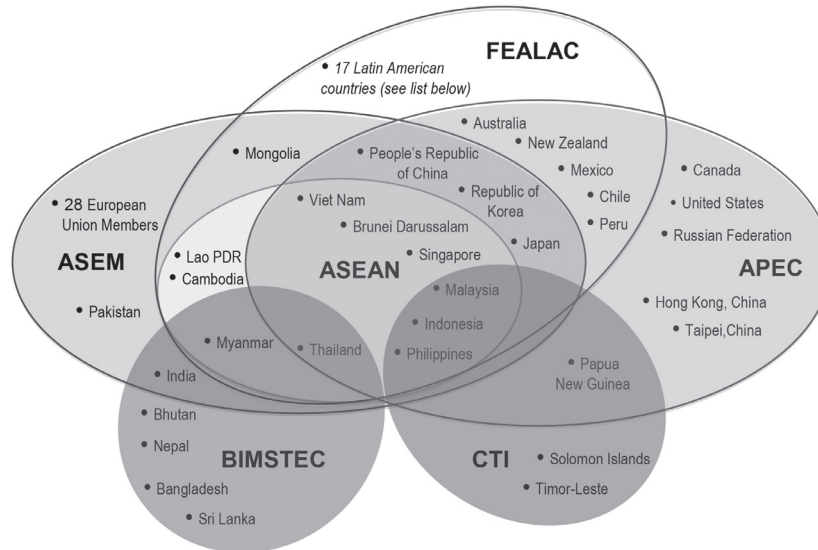 FEALAC
• 17 Latin American
countries (see list below)
• Australia
• New Zealand
• Mongolia
• People's Republic
of China
• Mexico
• Canada
• Republic of
Korea
• Chile
• United States
• 28 European
Union Members
• Viet Nam
• Peru
• Brunei Darussalam
• Japan
• Russian Federation
ASEM
• Lao PDR
• Cambodia
ASEAN
• Singapore
APEC
• Malaysia
• Hong Kong, China
• Pakistan
• Indonesia
• Taipei,China
• Myanmar
• Thailand
• Philippines
• Papua
New Guinea
• India
• Bhutan
• Nepal
BIMSTEC
CTI
• Solomon Islands
• Bangladesh
• Timor-Leste
• Sri Lanka